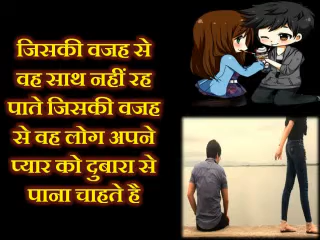 जिसकी वजह से
वह साथ नहीं रह
पाते जिसकी वजह
से वह लोग अपने
प्यार को दुबारा से
पाना चाहते है